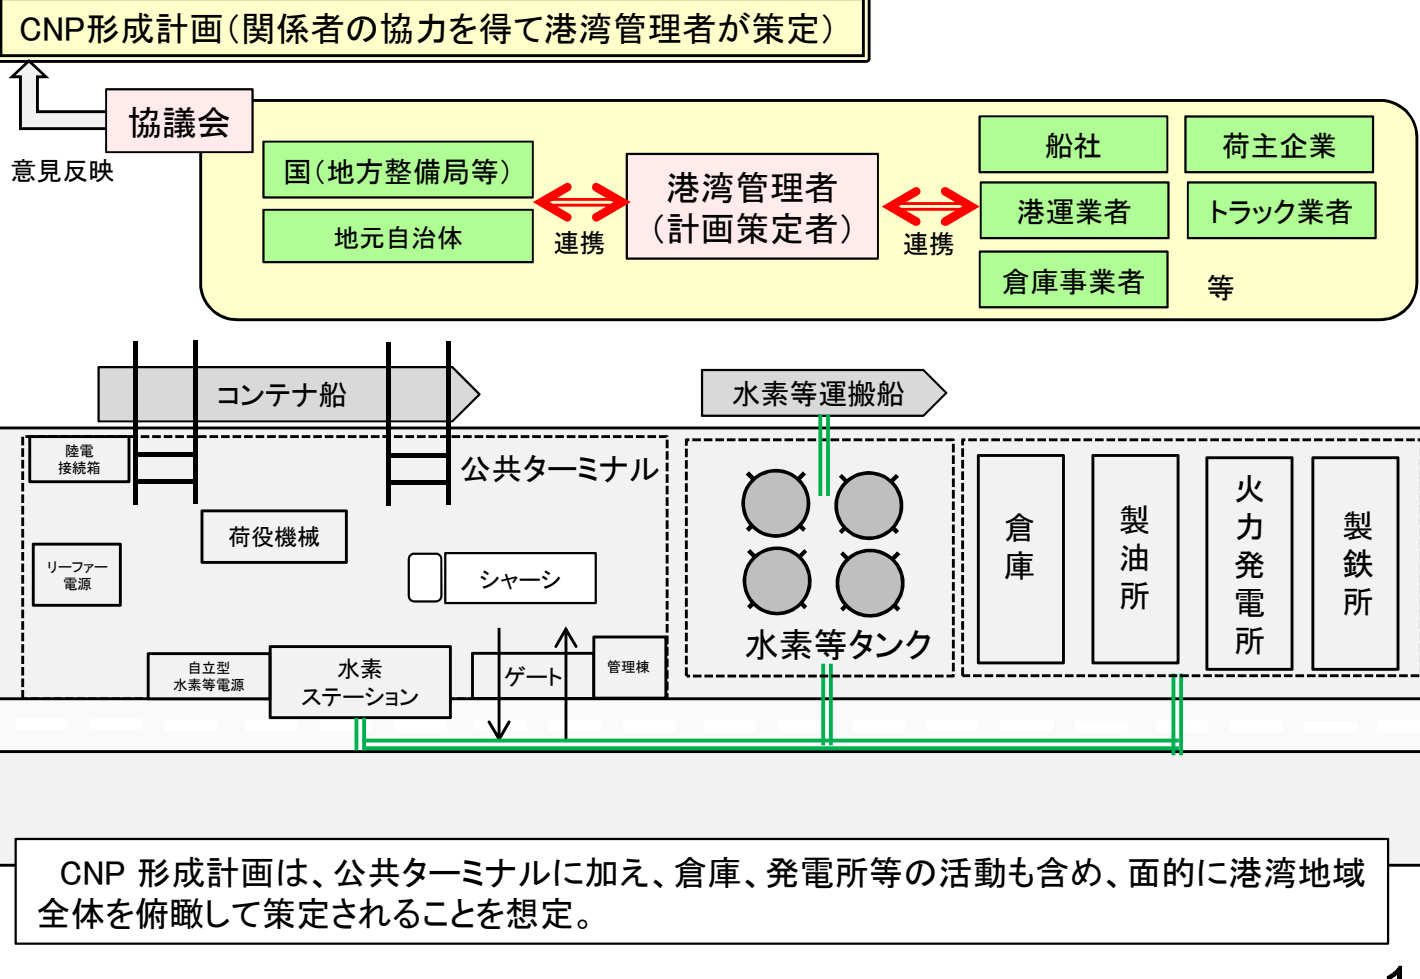 CNP形成計画（関係者の協力を得て港湾管理者が策定）
協議会
意見反映
国（地方整備局等）
地元自治体
連携
港湾管理者
（計画策定者）
連携
船社
荷主企業
港運業者
トラック業者
倉庫事業者
等
コンテナ船
水素等運搬船
陸電
接続箱
公共ターミナル
荷役機械
リーファー
電源
シャーシ
自立型
水素等電源
水素
ステーション
ゲート
管理棟
水素等タンク
倉庫
製油所
火力発電所
製鉄所
CNP 形成計画は、公共ターミナルに加え、倉庫、発電所等の活動も含め、面的に港湾地域
全体を俯瞰して策定されることを想定。